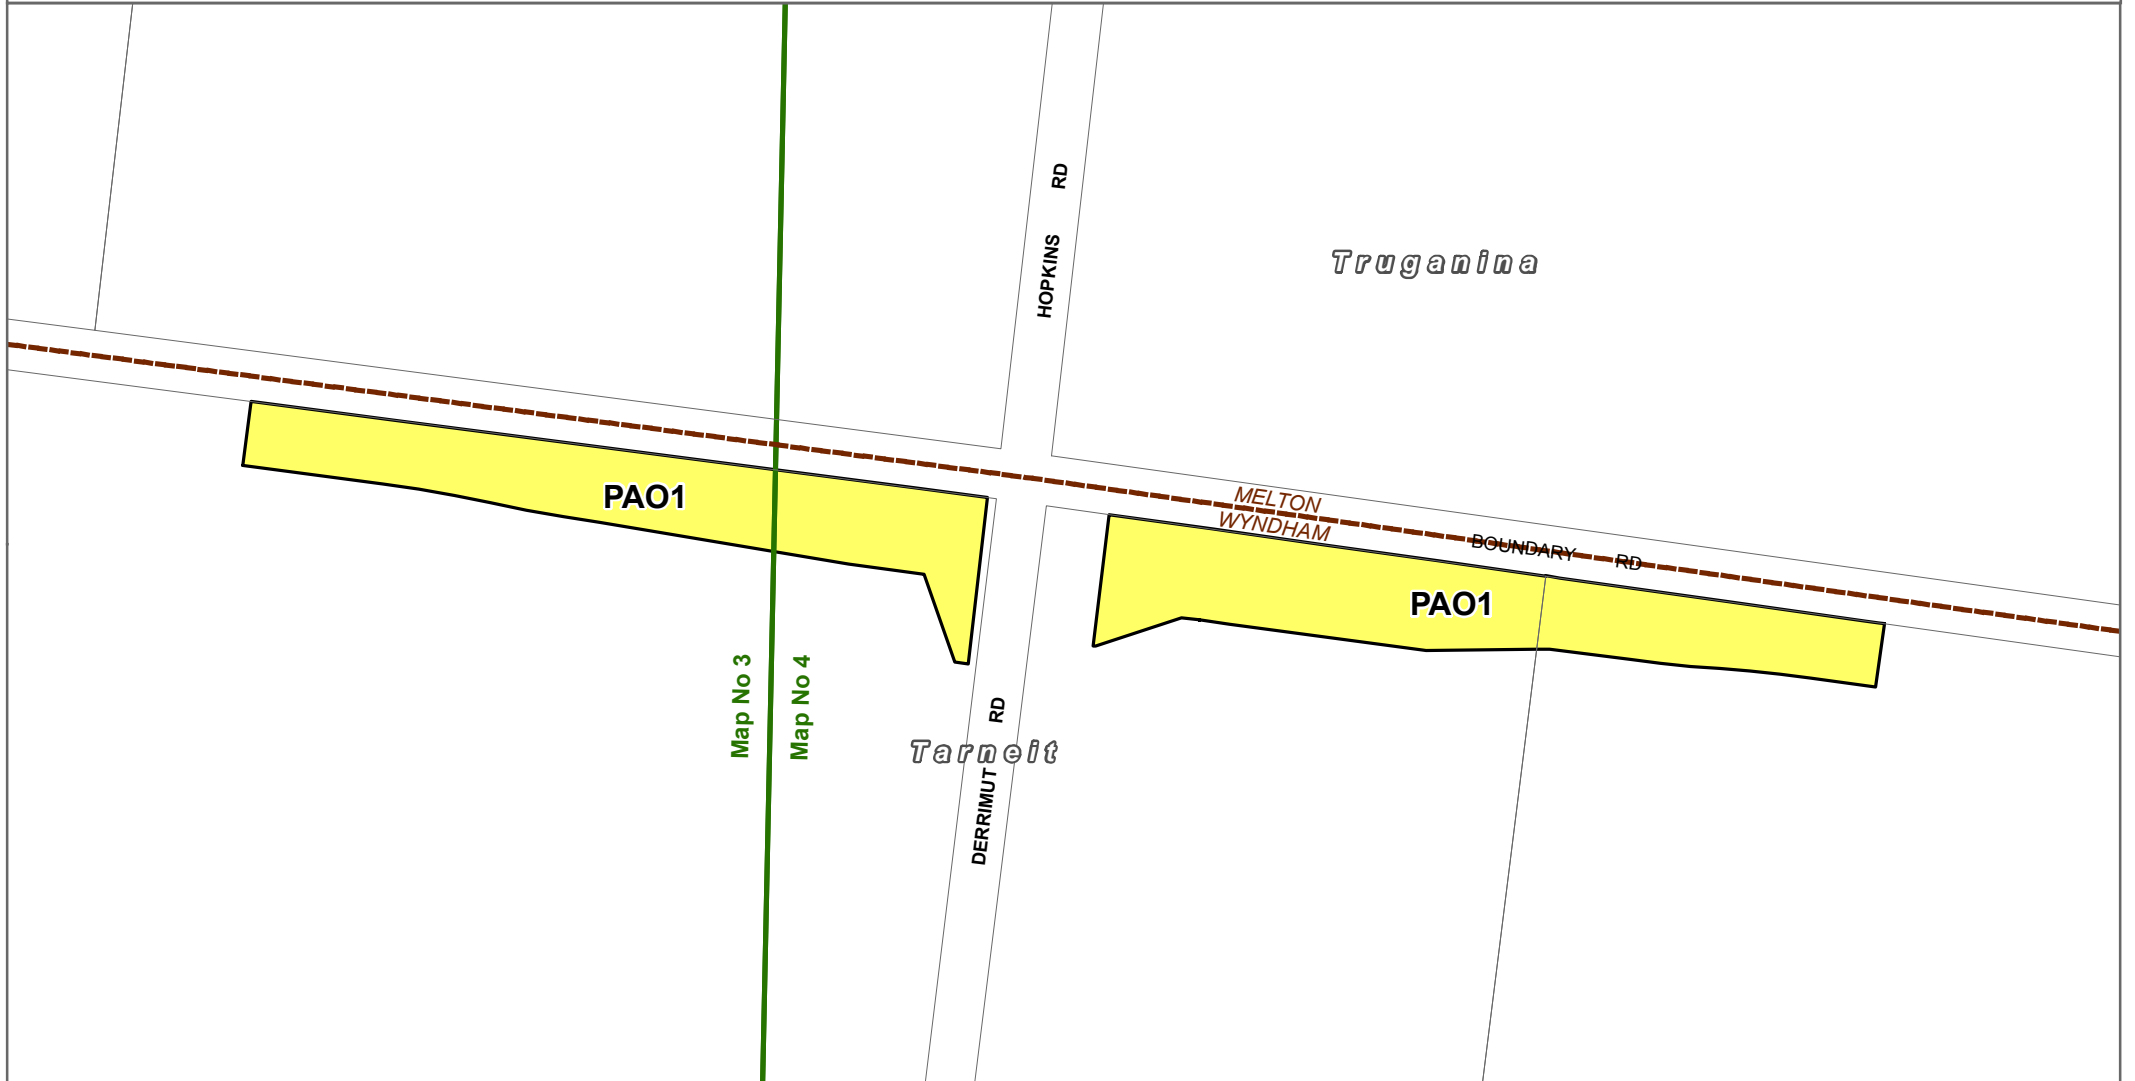 HOPKINS RD
Truganina
PAO1
MELTON
WYNDHAM
BOUNDARY RD
PAO1
Map No 3
Map No 4
Tarneit
DERRIMUT RD